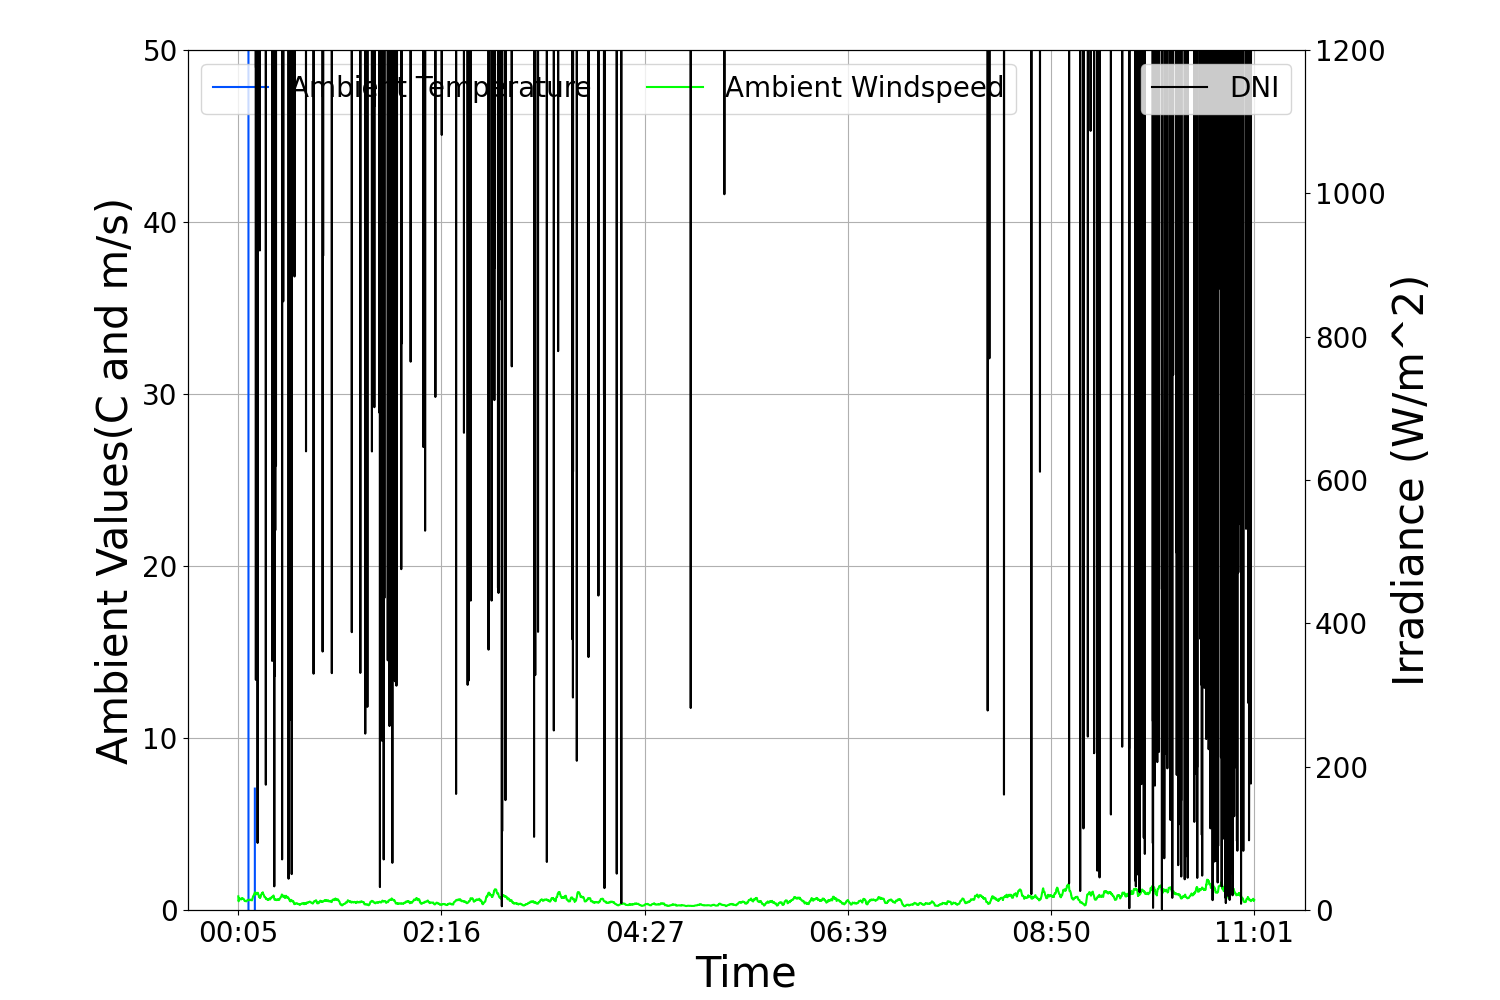 Ambient Temperature
Ambient Windspeed
DNI
Ambient Values(C and m/s)
50
40
30
20
10
0
1200
1000
800
600
400
200
0
Irradiance (W/m^2)
00:05 02:16 04:27 06:39 08:50 11:01
Time